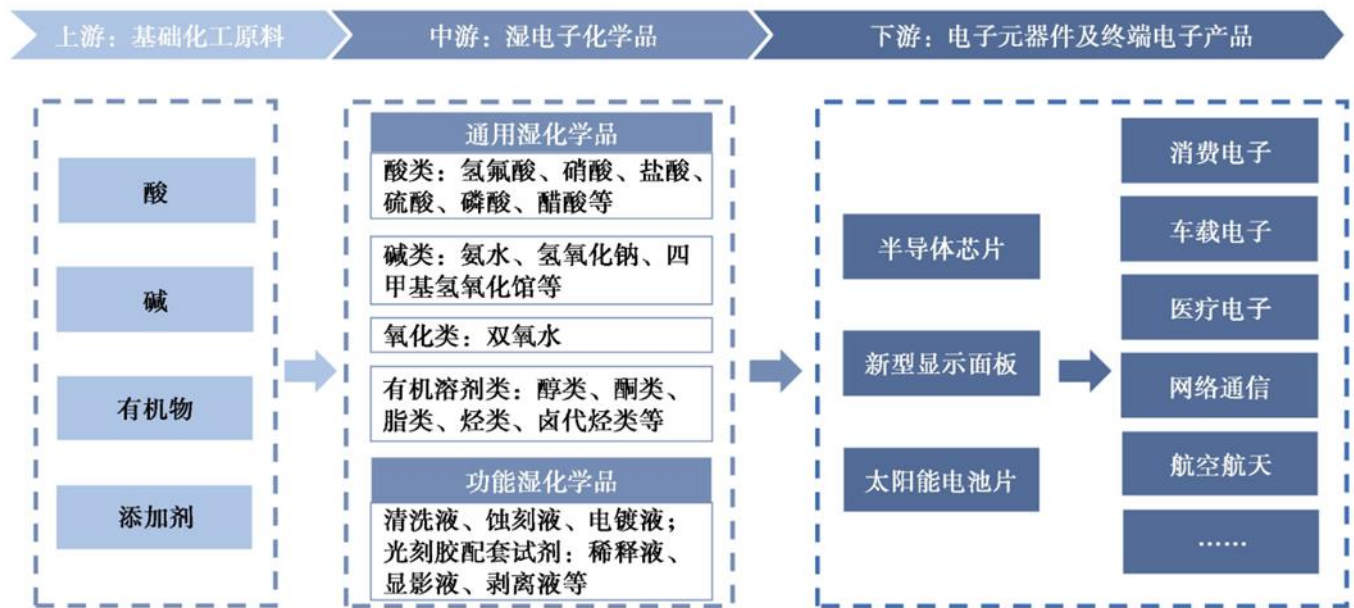 上游：基础化工原料
中游：湿电子化学品
下游：电子元器件及终端电子产品
酸
碱
有机物
添加剂
通用湿化学品
酸类：氢氟酸、硝酸、盐酸、
硫酸、磷酸、醋酸等
碱类：氨水、氢氧化钠、四
甲基氢氧化馆等
氧化类：双氧水
有机溶剂类：醇类、酮类、
脂类、烃类、卤代烃类等
功能湿化学品
清洗液、蚀刻液、电镀液；
光刻胶配套试剂：稀释液、
显影液、剥离液等
半导体芯片
新型显示面板
太阳能电池片
消费电子
车载电子
医疗电子
网络通信
航空航天
……